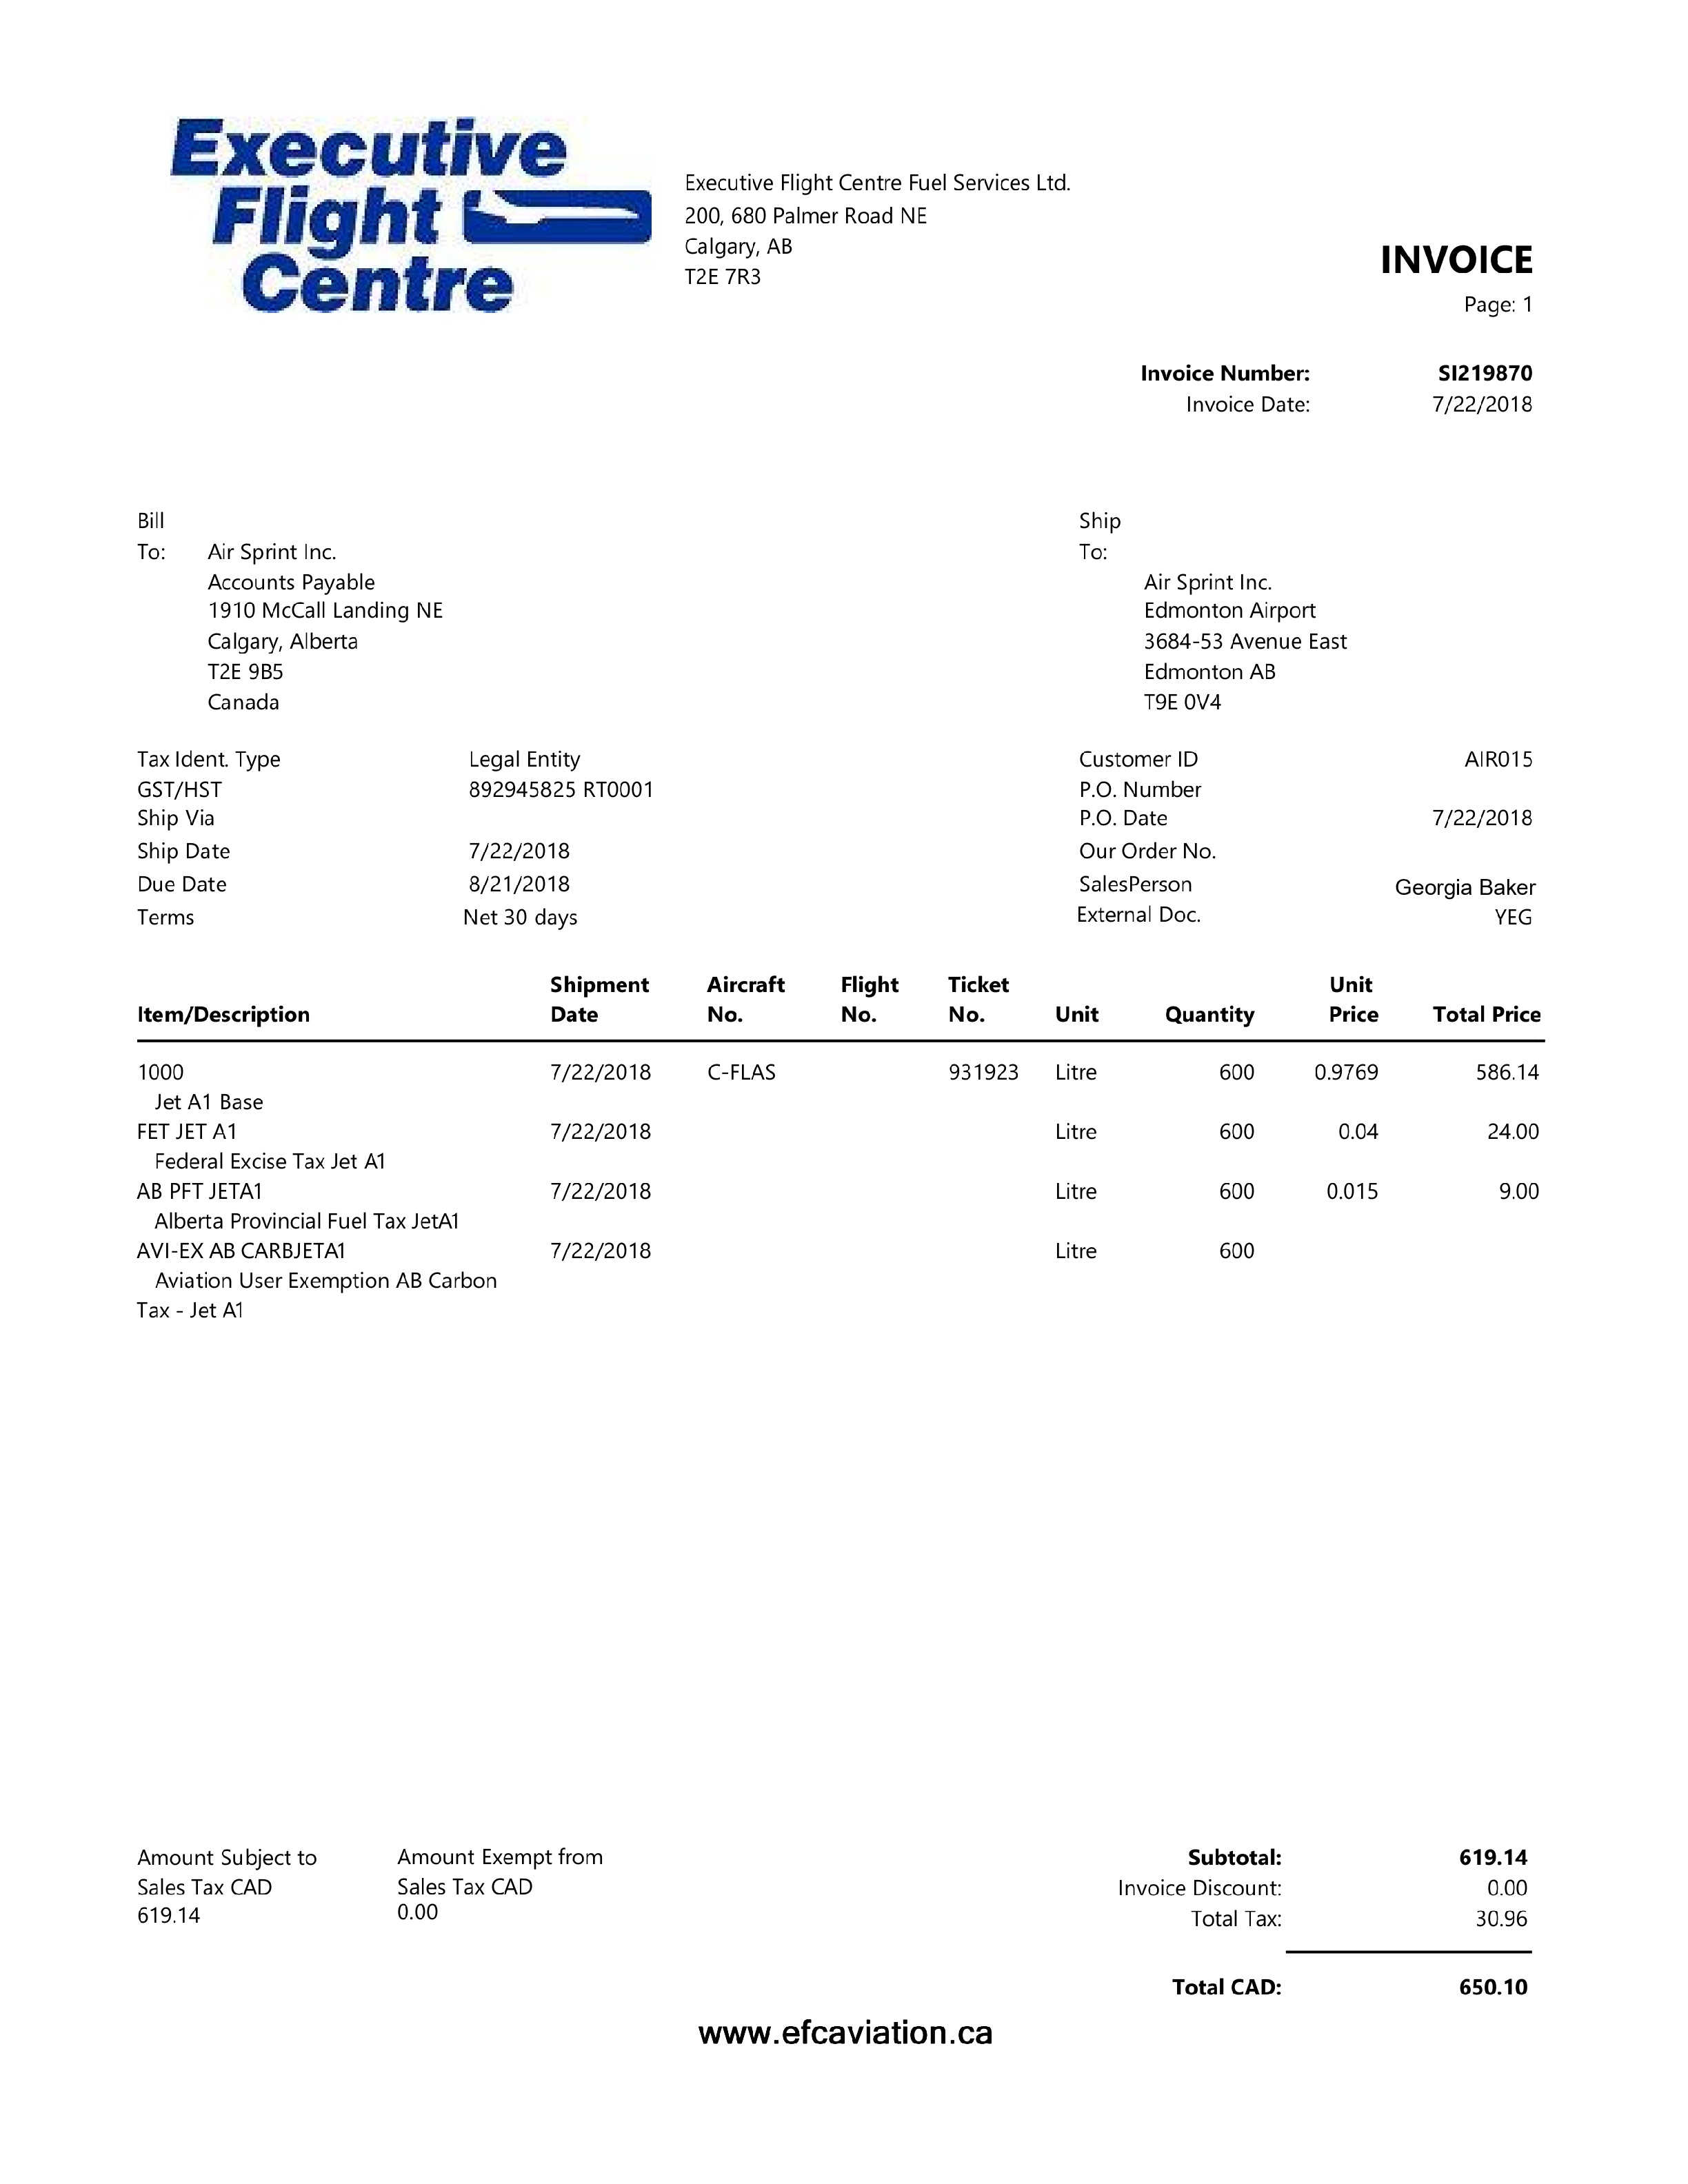 Executive
Flight
Centre
Executive Flight Centre Fuel Services Ltd.
200, 680 Palmer Road NE
Calgary, AB
T2E 7R3
INVOICE
Page: 1
Invoice Number: SI219870
Invoice Date: 7/22/2018
Bill
To: Air Sprint Inc.
Accounts Payable
1910 McCall Landing NE
Calgary, Alberta
T2E 9B5
Canada
Ship
To:
Air Sprint Inc.
Edmonton Airport
3684-53 Avenue East
Edmonton AB
T9E 0V4
Tax Ident. Type Legal Entity
GST/HST 892945825 RT0001
Ship Via
Ship Date 7/22/2018
Due Date 8/21/2018
Terms Net 30 days
Customer ID AIR015
P.O. Number
P.O. Date 7/22/2018
Our Order No.
SalesPerson Georgia Baker
External Doc. YEG
Shipment Aircraft Flight Ticket Unit
Item/Description Date No. No. No. Unit Quantity Price Total Price
1000 7/22/2018 C-FLAS 931923 Litre 600 0.9769 586.14
Jet A1 Base
FET JET A1 7/22/2018 Litre 600 0.04 24.00
Federal Excise Tax Jet A1
AB PFT JETA1 7/22/2018 Litre 600 0.015 9.00
Alberta Provincial Fuel Tax JetA1
AVI-EX AB CARBJETA1 7/22/2018 Litre 600
Aviation User Exemption AB Carbon
Tax - Jet A1
Amount Subject to
Sales Tax CAD
619.14
Amount Exempt from
Sales Tax CAD
0.00
Subtotal: 619.14
Invoice Discount: 0.00
Total Tax: 30.96
Total CAD: 650.10
www.efcaviation.ca